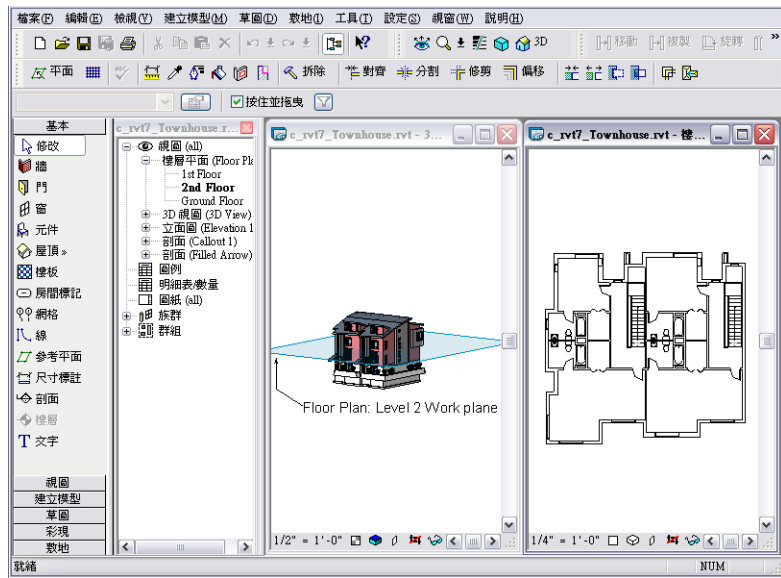 檔案(F) 編輯(E) 檢視(V) 建立模型(M) 草圖(D) 敷地(I) 工具(T) 設定(S) 視窗(W) 說明(H)
3D 移動 複製 旋轉
平面 拆除 對齊 分割 修剪 偏移
按住並拖曳
基本
修改
牆
門
窗
元件
屋頂 »
樓板
房間標記
網格
線
參考平面
尺寸標註
剖面
樓層
文字
視圖
建立模型
草圖
彩現
敷地
c_rvt7_Townhouse.r...
視圖 (all)
樓層平面 (Floor Pla
1st Floor
2nd Floor
Ground Floor
3D 視圖 (3D View)
立面圖 (Elevation 1
剖面 (Callout 1)
剖面 (Filled Arrow)
圖例
明細表/數量
圖紙 (all)
族群
群組
c_rvt7_Townhouse.rvt - 3...
Floor Plan: Level 2 Work plane
1/2" = 1'-0"
c_rvt7_Townhouse.rvt - 樓...
1/4" = 1'-0"
就緒
NUM